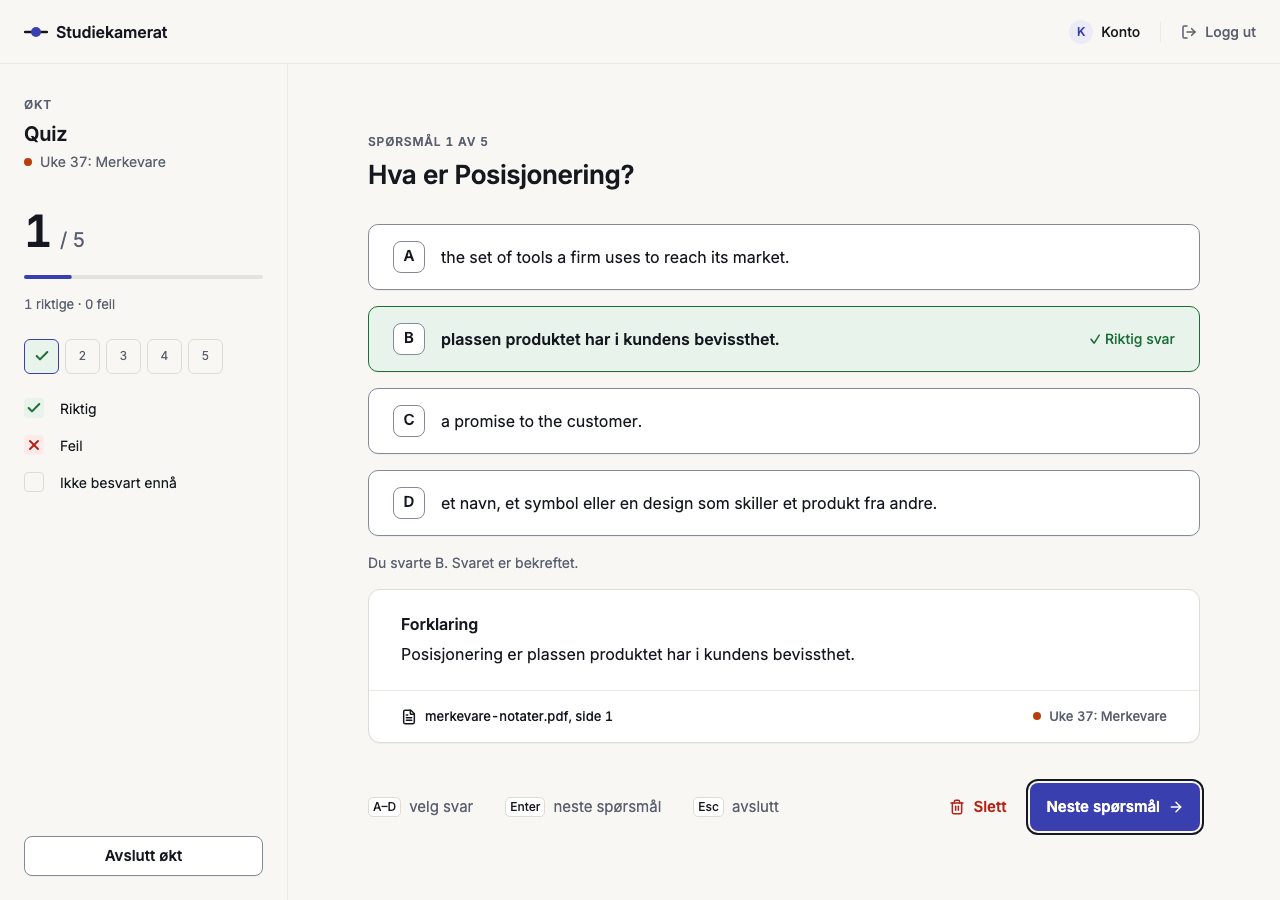 Studiekamerat
K Konto
Logg ut
ØKT
Quiz
Uke 37: Merkevare
1 / 5
1 riktige · 0 feil
2 3 4 5
Riktig
Feil
Ikke besvart ennå
Avslutt økt
SPØRSMÅL 1 AV 5
Hva er Posisjonering?
A the set of tools a firm uses to reach its market.
B plassen produktet har i kundens bevissthet. Riktig svar
C a promise to the customer.
D et navn, et symbol eller en design som skiller et produkt fra andre.
Du svarte B. Svaret er bekreftet.
Forklaring
Posisjonering er plassen produktet har i kundens bevissthet.
merkevare-notater.pdf, side 1 Uke 37: Merkevare
A–D velg svar Enter neste spørsmål Esc avslutt Slett Neste spørsmål